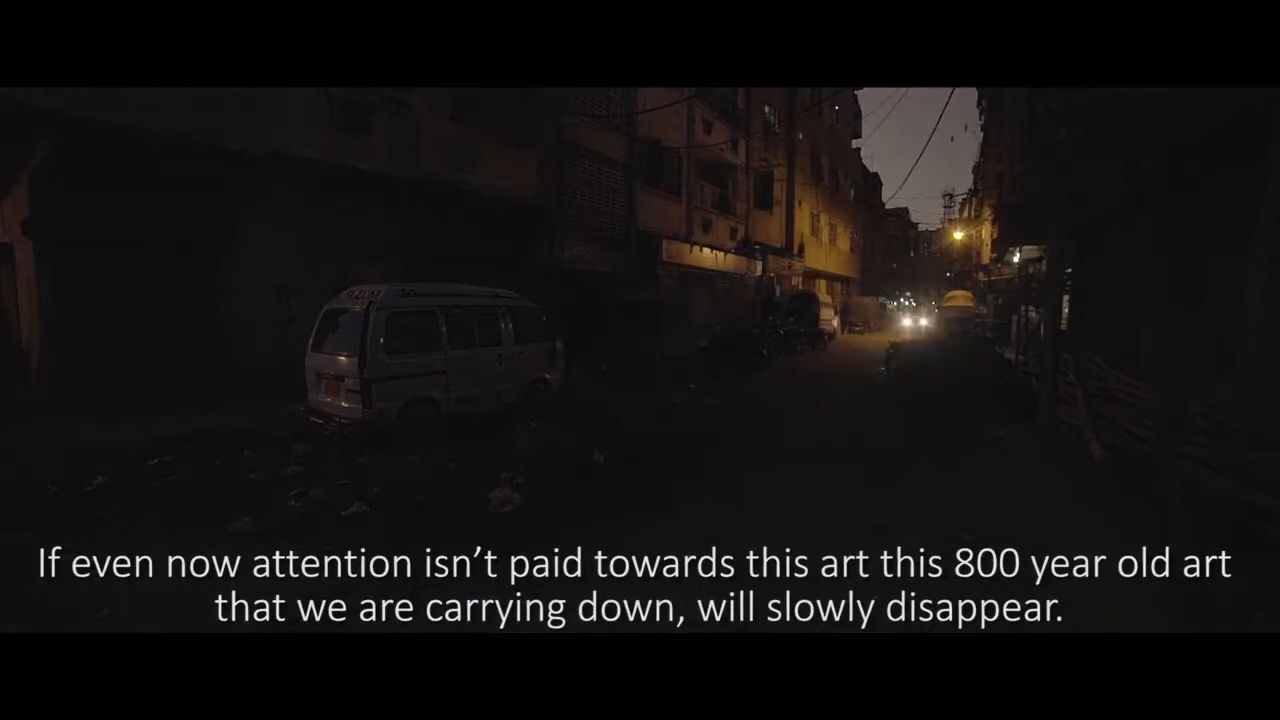 If even now attention isn’t paid towards this art this 800 year old art
that we are carrying down, will slowly disappear.